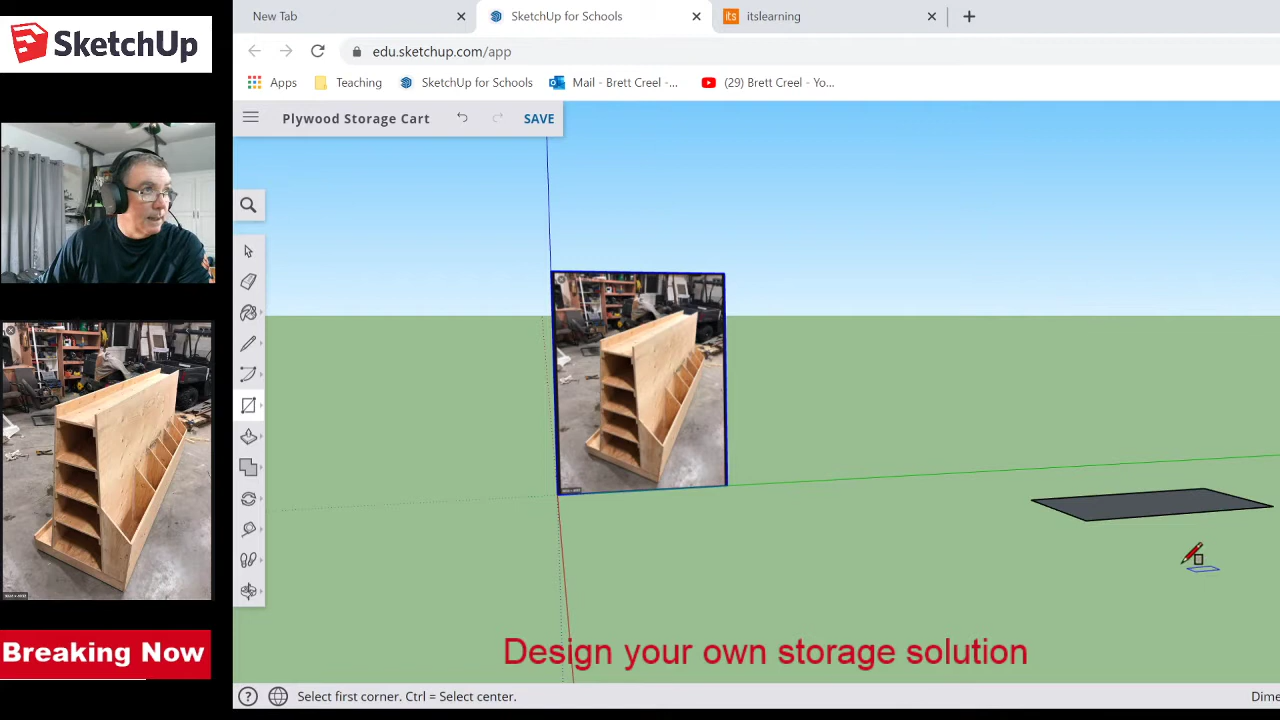 SketchUp
New Tab
SketchUp for Schools
itslearning
its
edu.sketchup.com/app
Apps
Teaching
SketchUp for Schools
Mail - Brett Creel -...
(29) Brett Creel - Yo...
Plywood Storage Cart
SAVE
Breaking Now
Design your own storage solution
Select first corner. Ctrl = Select center.
Dime